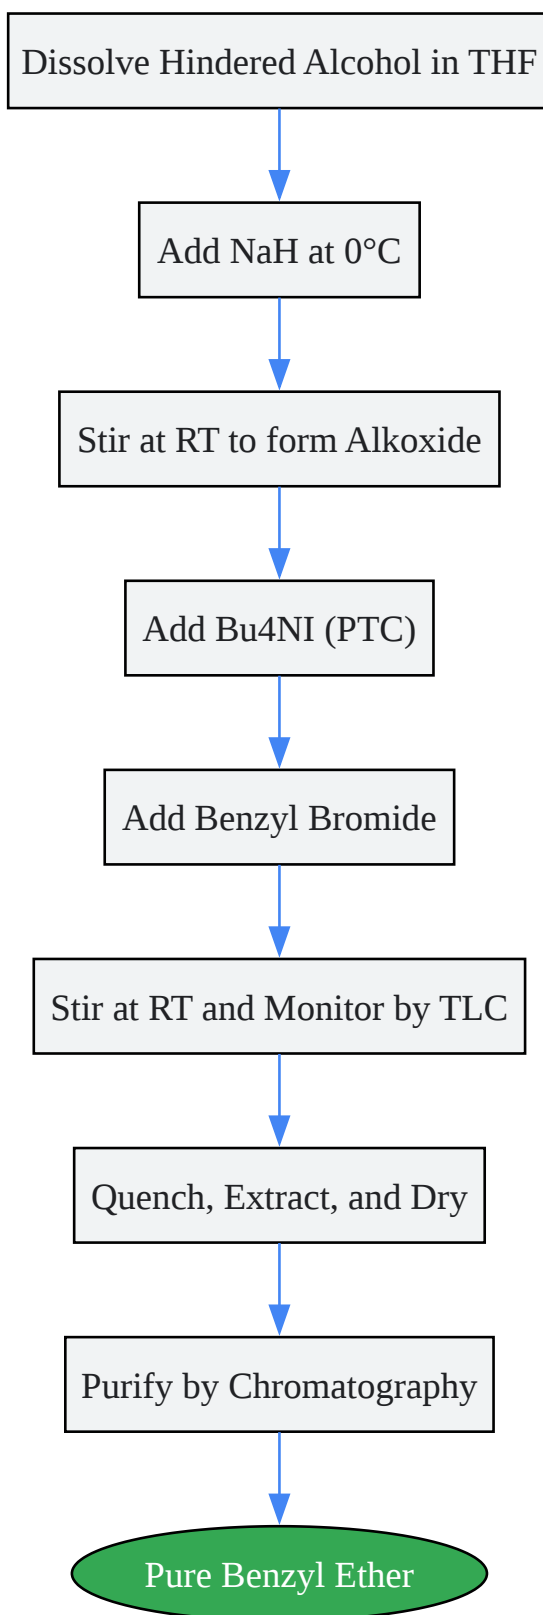 Dissolve Hindered Alcohol in THF
Add NaH at 0°C
Stir at RT to form Alkoxide
Add Bu4NI (PTC)
Add Benzyl Bromide
Stir at RT and Monitor by TLC
Quench, Extract, and Dry
Purify by Chromatography
Pure Benzyl Ether